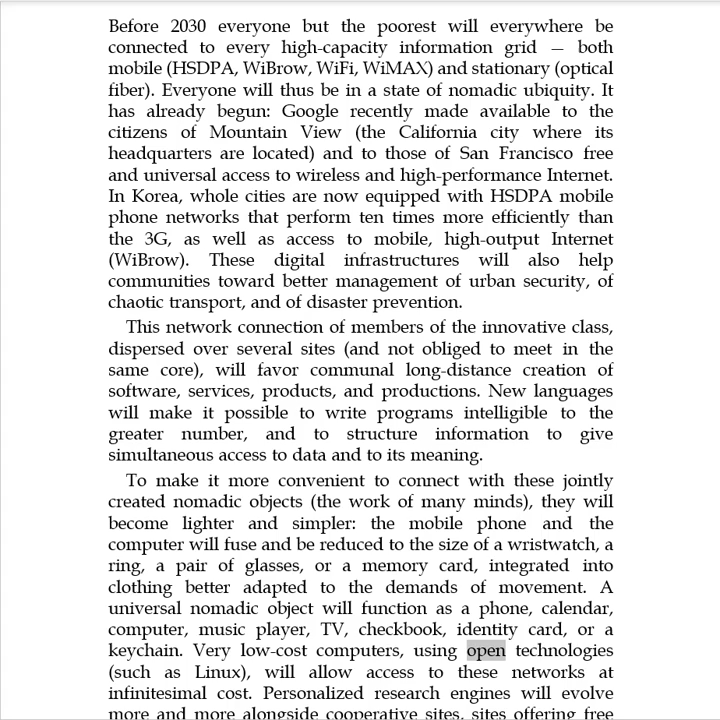 Before 2030 everyone but the poorest will everywhere be
connected to every high-capacity information grid — both
mobile (HSDPA, WiBrow, WiFi, WiMAX) and stationary (optical
fiber). Everyone will thus be in a state of nomadic ubiquity. It
has already begun: Google recently made available to the
citizens of Mountain View (the California city where its
headquarters are located) and to those of San Francisco free
and universal access to wireless and high-performance Internet.
In Korea, whole cities are now equipped with HSDPA mobile
phone networks that perform ten times more efficiently than
the 3G, as well as access to mobile, high-output Internet
(WiBrow). These digital infrastructures will also help
communities toward better management of urban security, of
chaotic transport, and of disaster prevention.
This network connection of members of the innovative class,
dispersed over several sites (and not obliged to meet in the
same core), will favor communal long-distance creation of
software, services, products, and productions. New languages
will make it possible to write programs intelligible to the
greater number, and to structure information to give
simultaneous access to data and to its meaning.
To make it more convenient to connect with these jointly
created nomadic objects (the work of many minds), they will
become lighter and simpler: the mobile phone and the
computer will fuse and be reduced to the size of a wristwatch, a
ring, a pair of glasses, or a memory card, integrated into
clothing better adapted to the demands of movement. A
universal nomadic object will function as a phone, calendar,
computer, music player, TV, checkbook, identity card, or a
keychain. Very low-cost computers, using open technologies
(such as Linux), will allow access to these networks at
infinitesimal cost. Personalized research engines will evolve
more and more alongside cooperative sites, sites offering free